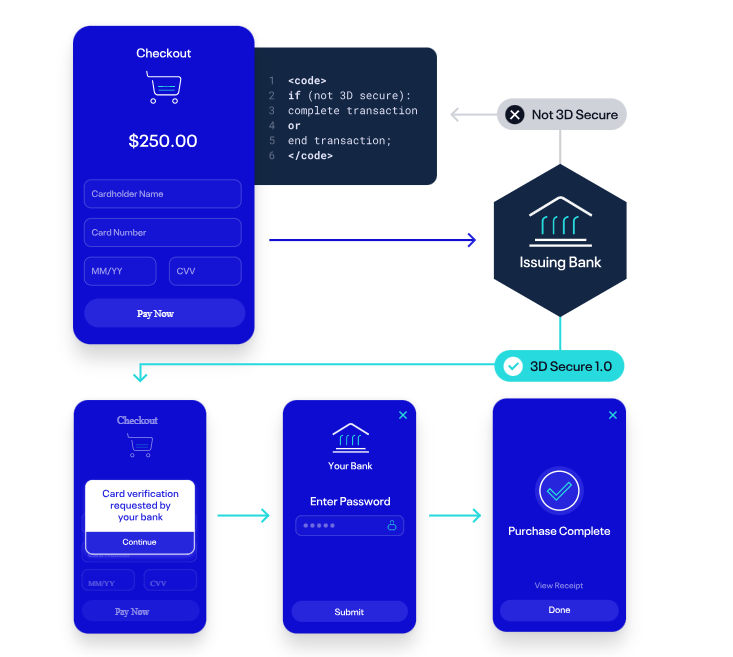 Checkout
$250.00
Cardholder Name
Card Number
MM/YY
CVV
Pay Now
1 <code>
2 if (not 3D secure):
3 complete transaction
4 or
5 end transaction;
6 </code>
Not 3D Secure
Issuing Bank
3D Secure 1.0
Checkout
Card verification
requested by
your bank
Continue
MM/YY
CVV
Pay Now
Your Bank
Enter Password
Submit
Purchase Complete
View Receipt
Done